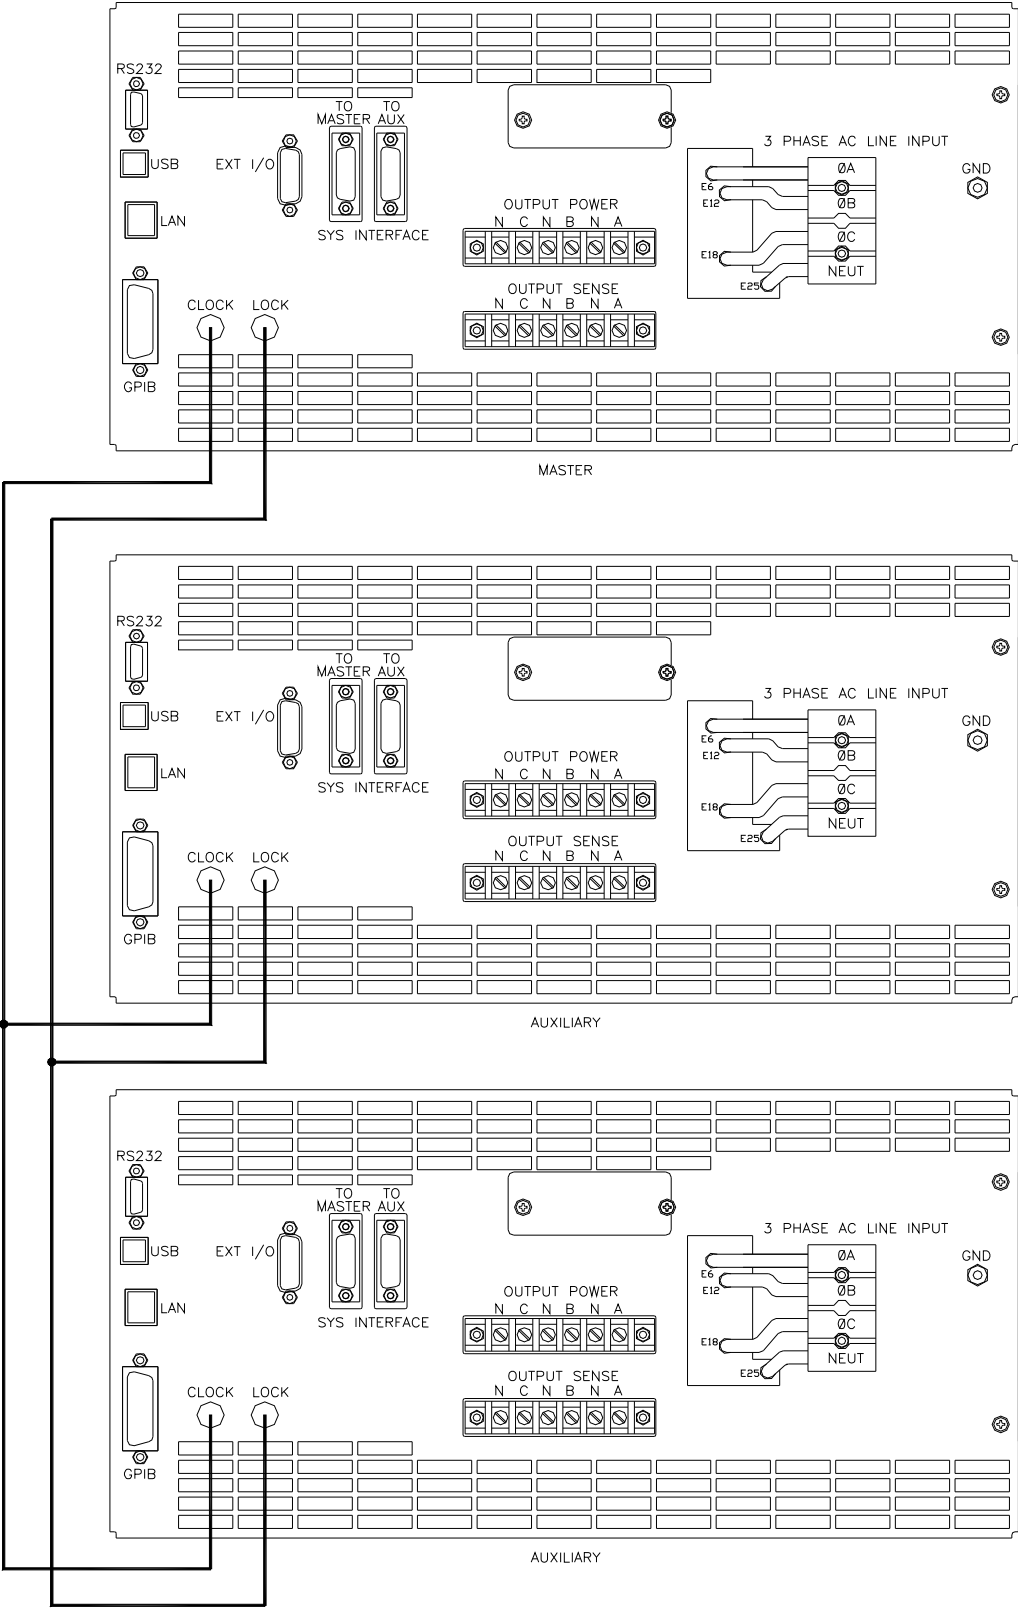 RS232
TO TO
MASTER AUX
3 PHASE AC LINE INPUT
USB
EXT I/O
ØA
GND
E6
E12
ØB
LAN
OUTPUT POWER
N C N B N A
SYS INTERFACE
ØC
E18
NEUT
E25
OUTPUT SENSE
N C N B N A
CLOCK LOCK
GPIB
MASTER
RS232
TO TO
MASTER AUX
3 PHASE AC LINE INPUT
USB
EXT I/O
ØA
GND
E6
E12
ØB
LAN
OUTPUT POWER
N C N B N A
SYS INTERFACE
ØC
E18
NEUT
E25
OUTPUT SENSE
N C N B N A
CLOCK LOCK
GPIB
AUXILIARY
RS232
TO TO
MASTER AUX
3 PHASE AC LINE INPUT
USB
EXT I/O
ØA
GND
E6
E12
ØB
LAN
OUTPUT POWER
N C N B N A
SYS INTERFACE
ØC
E18
NEUT
E25
OUTPUT SENSE
N C N B N A
CLOCK LOCK
GPIB
AUXILIARY